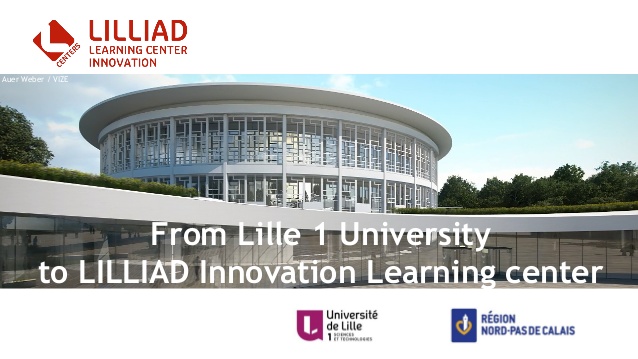 LILLIAD
LEARNING CENTER
INNOVATION
CENTERS
Auer Weber / VIZE
From Lille 1 University
to LILLIAD Innovation Learning center
Université
de Lille
1 SCIENCES
ET TECHNOLOGIES
RÉGION
NORD-PAS DE CALAIS